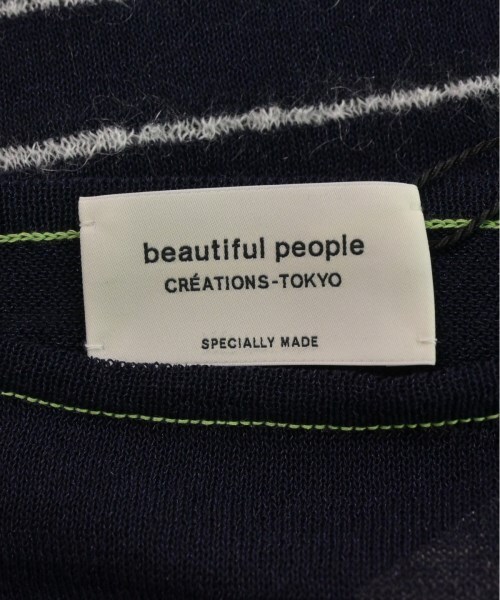 beautiful people
CRÉATIONS-TOKYO
SPECIALLY MADE